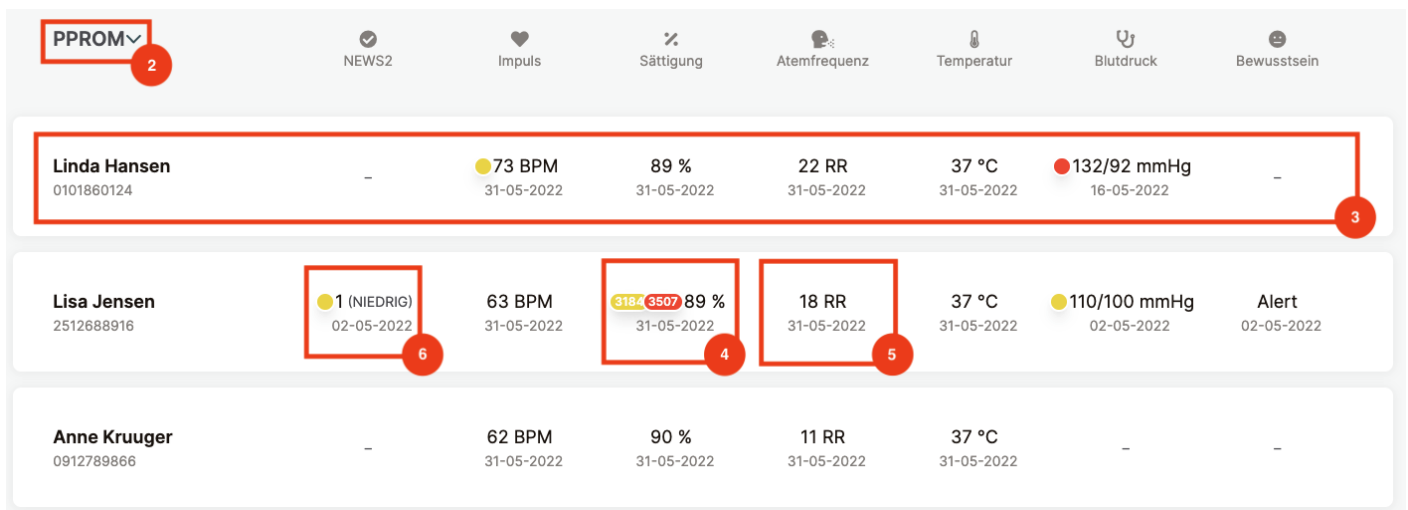 PPROM
2
NEWS2 Impuls Sättigung Atemfrequenz Temperatur Blutdruck Bewusstsein
Linda Hansen – 73 BPM 89 % 22 RR 37 °C 132/92 mmHg –
0101860124 31-05-2022 31-05-2022 31-05-2022 31-05-2022 16-05-2022
3
Lisa Jensen 1 (NIEDRIG) 63 BPM 3184 3507 89 % 18 RR 37 °C 110/100 mmHg Alert
2512688916 02-05-2022 31-05-2022 31-05-2022 31-05-2022 31-05-2022 02-05-2022 02-05-2022
6 4 5
Anne Kruuger – 62 BPM 90 % 11 RR 37 °C – –
0912789866 31-05-2022 31-05-2022 31-05-2022 31-05-2022